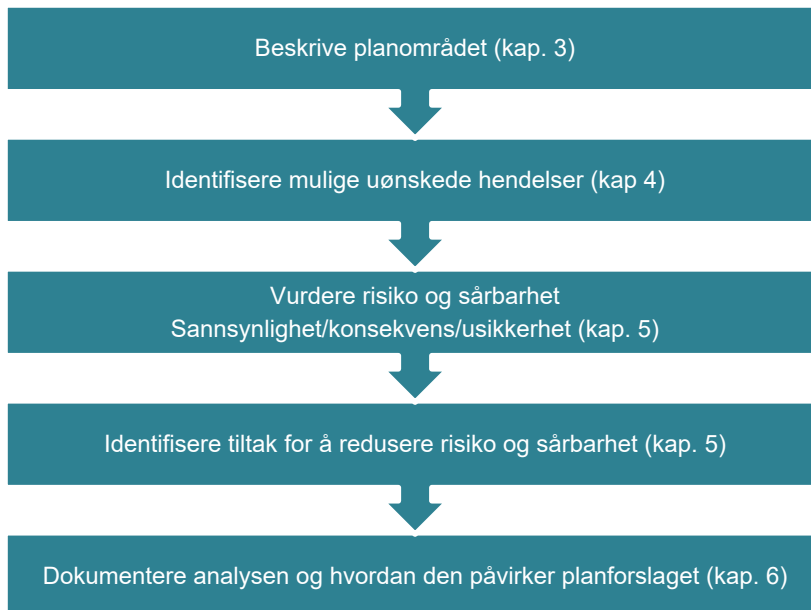 Beskrive planområdet (kap. 3)
Identifisere mulige uønskede hendelser (kap 4)
Vurdere risiko og sårbarhet
Sannsynlighet/konsekvens/usikkerhet (kap. 5)
Identifisere tiltak for å redusere risiko og sårbarhet (kap. 5)
Dokumentere analysen og hvordan den påvirker planforslaget (kap. 6)